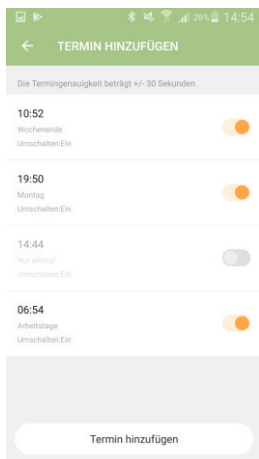 26% 14:54
TERMIN HINZUFÜGEN
Die Termingenauigkeit beträgt +/- 30 Sekunden
10:52
Wochenende
Umschalten:Ein
19:50
Montag
Umschalten:Ein
14:44
Nur einmal
Umschalten:Ein
06:54
Arbeitstage
Umschalten:Ein
Termin hinzufügen